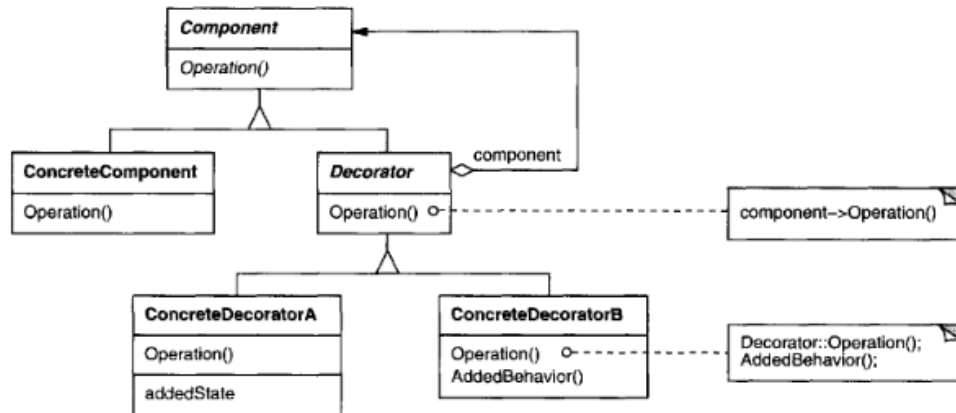 Component
Operation()
ConcreteComponent
Operation()
Decorator
Operation()
component
component->Operation()
ConcreteDecoratorA
Operation()
addedState
ConcreteDecoratorB
Operation()
AddedBehavior()
Decorator::Operation();
AddedBehavior();